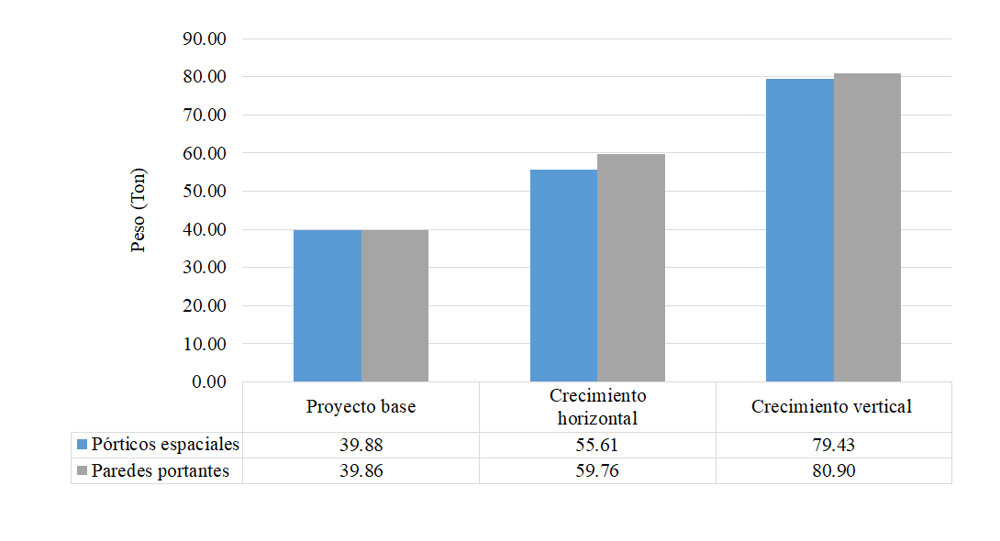 90.00
80.00
70.00
60.00
50.00
40.00
30.00
20.00
10.00
0.00
Peso (Ton)
Proyecto base
Crecimiento
horizontal
Crecimiento vertical
Pórticos espaciales 39.88 55.61 79.43
Paredes portantes 39.86 59.76 80.90